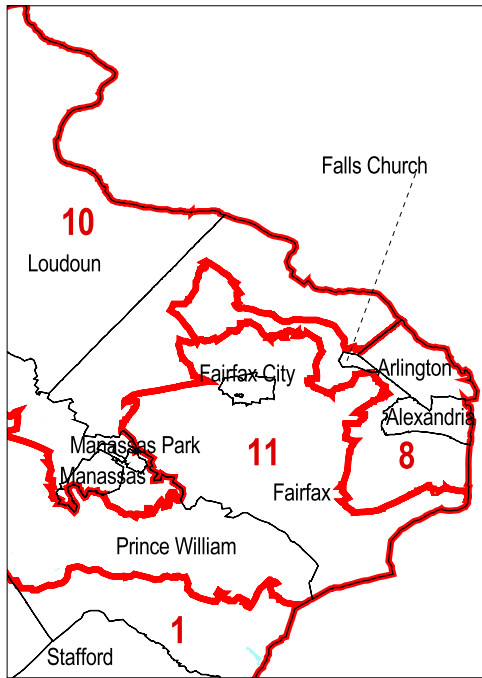 Falls Church
10
Loudoun
Arlington
Fairfax City
Alexandria
Manassas Park
11
8
Manassas
Fairfax
Prince William
1
Stafford